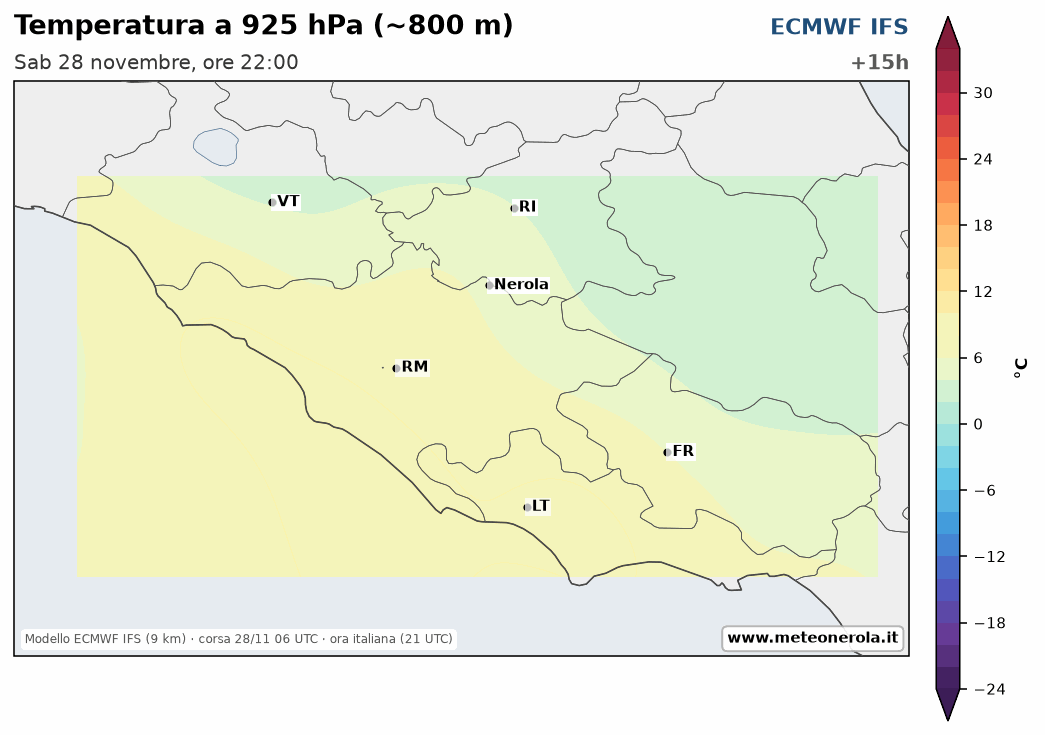 Temperatura a 925 hPa (~800 m)
ECMWF IFS
Sab 28 novembre, ore 22:00
+15h
VT
RI
Nerola
RM
FR
LT
Modello ECMWF IFS (9 km) · corsa 28/11 06 UTC · ora italiana (21 UTC)
www.meteonerola.it
30
24
18
12
6
0
−6
−12
−18
−24
°C